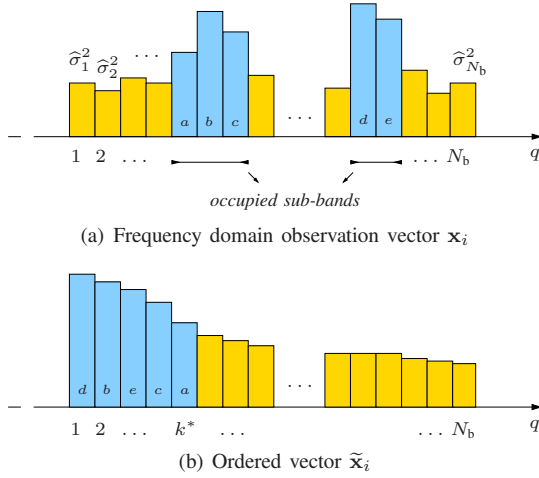 σ̂₁² σ̂₂² … σ̂²_{N_b}
a b c … d e
1 2 … … N_b q
occupied sub-bands
(a) Frequency domain observation vector x_i
d b e c a …
1 2 … k* … … N_b q
(b) Ordered vector x̃_i